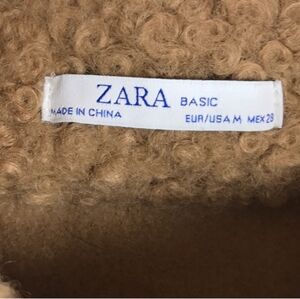 ZARA BASIC
MADE IN CHINA
EUR/USA M MEX 28